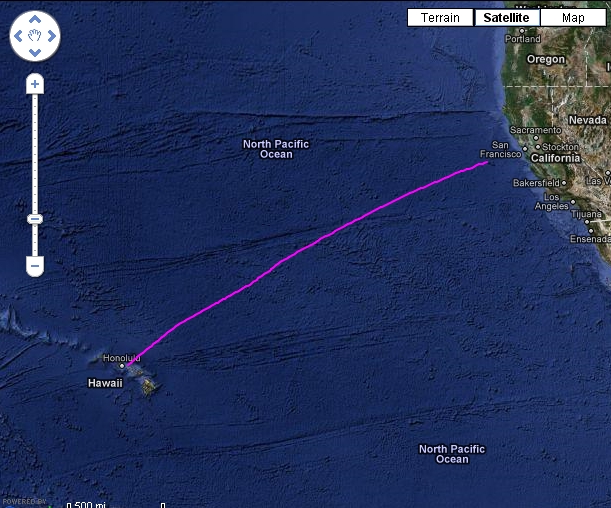 Terrain
Satellite
Map
Portland
Oregon
Nevada
Sacramento
Stockton
San
Francisco
California
Bakersfield
Las V
Los
Angeles
Tijuana
Ensenada
North Pacific
Ocean
Honolulu
Hawaii
North Pacific
Ocean
POWERED BY
500 mi